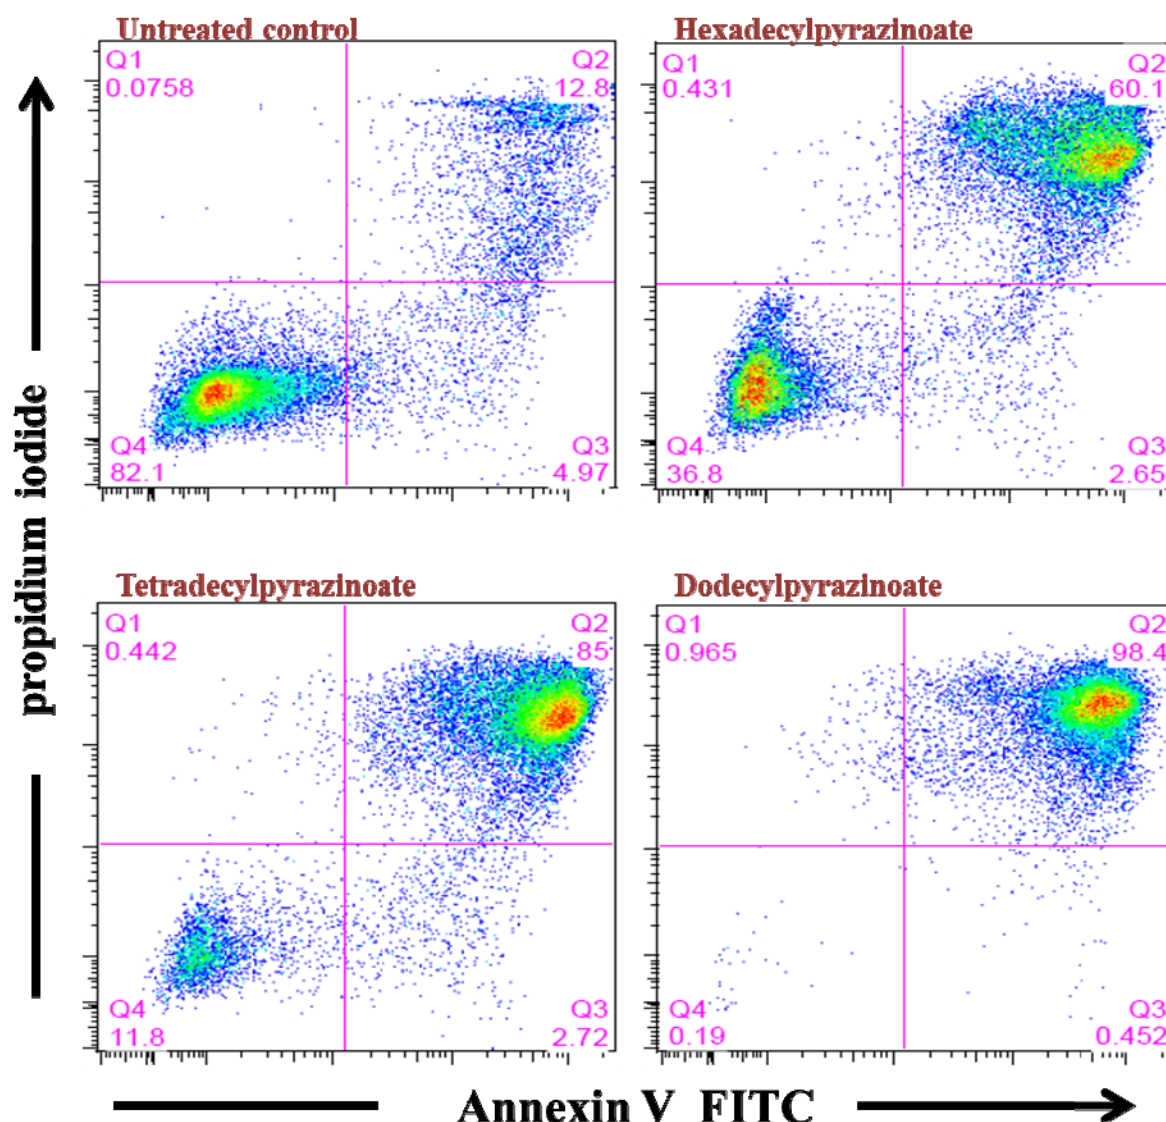 Untreated control
Q1
0.0758
Q2
12.8
Q4
82.1
Q3
4.97
Hexadecylpyrazinoate
Q1
0.431
Q2
60.1
Q4
36.8
Q3
2.65
Tetradecylpyrazinoate
Q1
0.442
Q2
85
Q4
11.8
Q3
2.72
Dodecylpyrazinoate
Q1
0.965
Q2
98.4
Q4
0.19
Q3
0.452
propidium iodide
Annexin V FITC